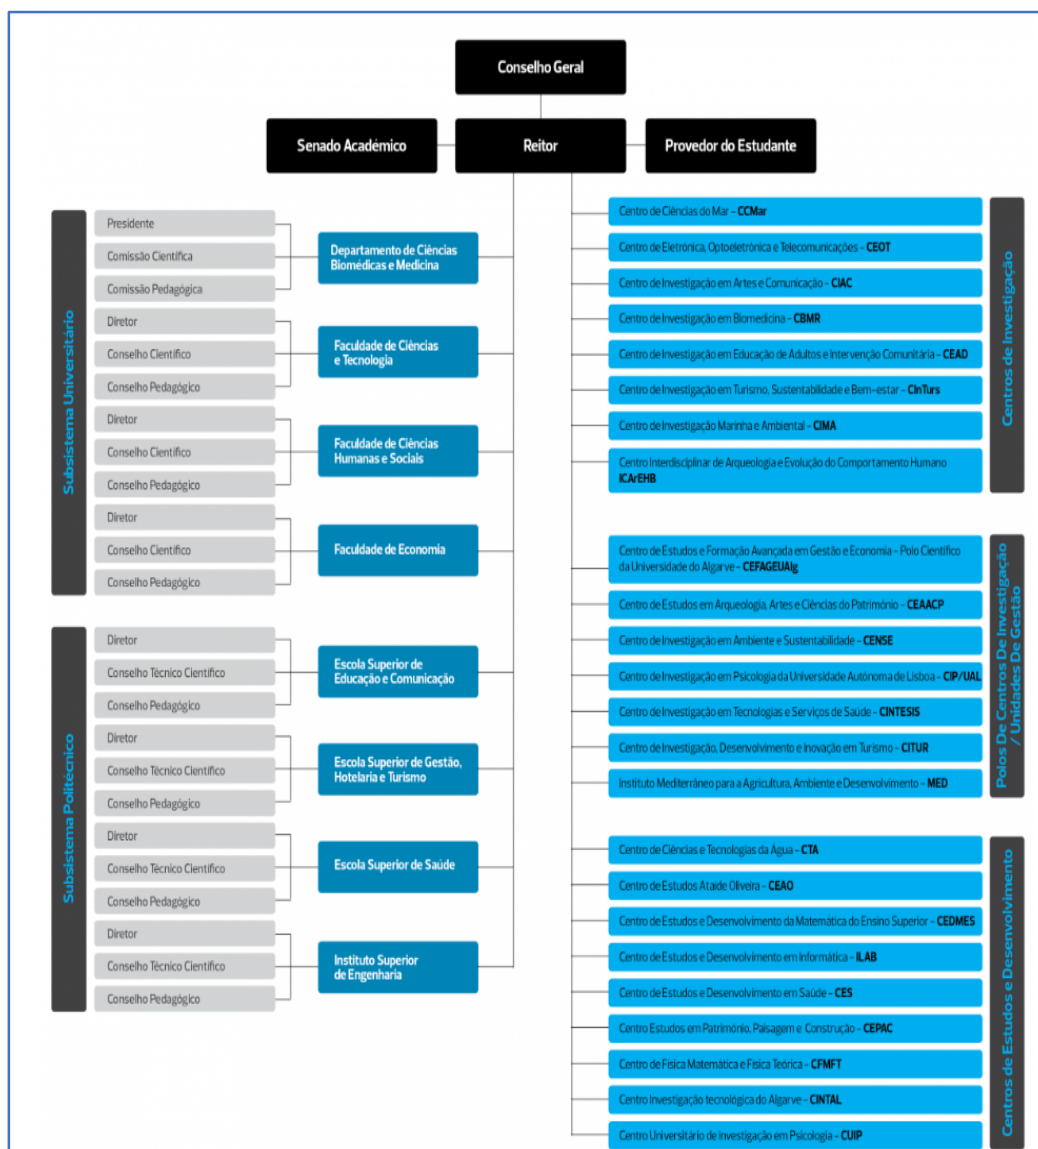 Conselho Geral
Senado Académico
Reitor
Provedor do Estudante
Subsistema Universitário
Presidente
Comissão Científica
Comissão Pedagógica
Departamento de Ciências
Biomédicas e Medicina
Diretor
Conselho Científico
Conselho Pedagógico
Faculdade de Ciências
e Tecnologia
Diretor
Conselho Científico
Conselho Pedagógico
Faculdade de Ciências
Humanas e Sociais
Diretor
Conselho Científico
Conselho Pedagógico
Faculdade de Economia
Subsistema Politécnico
Diretor
Conselho Técnico Científico
Conselho Pedagógico
Escola Superior de
Educação e Comunicação
Diretor
Conselho Técnico Científico
Conselho Pedagógico
Escola Superior de Gestão,
Hotelaria e Turismo
Diretor
Conselho Técnico Científico
Conselho Pedagógico
Escola Superior de Saúde
Diretor
Conselho Técnico Científico
Conselho Pedagógico
Instituto Superior
de Engenharia
Centros de Investigação
Centro de Ciências do Mar – CCMar
Centro de Eletrónica, Optoeletrónica e Telecomunicações – CEOT
Centro de Investigação em Artes e Comunicação – CIAC
Centro de Investigação em Biomedicina – CBMR
Centro de Investigação em Educação de Adultos e Intervenção Comunitária – CEAD
Centro de Investigação em Turismo, Sustentabilidade e Bem-estar – CInTurs
Centro de Investigação Marinha e Ambiental – CIMA
Centro Interdisciplinar de Arqueologia e Evolução do Comportamento Humano
ICArEHB
Polos De Centros De Investigação
/ Unidades De Gestão
Centro de Estudos e Formação Avançada em Gestão e Economia – Polo Científico
da Universidade do Algarve – CEFAGEUAlg
Centro de Estudos em Arqueologia, Artes e Ciências do Património – CEAACP
Centro de Investigação em Ambiente e Sustentabilidade – CENSE
Centro de Investigação em Psicologia da Universidade Autónoma de Lisboa – CIP/UAL
Centro de Investigação em Tecnologias e Serviços de Saúde – CINTESIS
Centro de Investigação, Desenvolvimento e Inovação em Turismo – CITUR
Instituto Mediterrâneo para a Agricultura, Ambiente e Desenvolvimento – MED
Centros de Estudos e Desenvolvimento
Centro de Ciências e Tecnologias da Água – CTA
Centro de Estudos Ataíde Oliveira – CEAO
Centro de Estudos e Desenvolvimento da Matemática do Ensino Superior – CEDMES
Centro de Estudos e Desenvolvimento em Informática – ILAB
Centro de Estudos e Desenvolvimento em Saúde – CES
Centro Estudos em Património, Paisagem e Construção – CEPAC
Centro de Física Matemática e Física Teórica – CFMFT
Centro Investigação tecnológica do Algarve – CINTAL
Centro Universitário de Investigação em Psicologia – CUIP